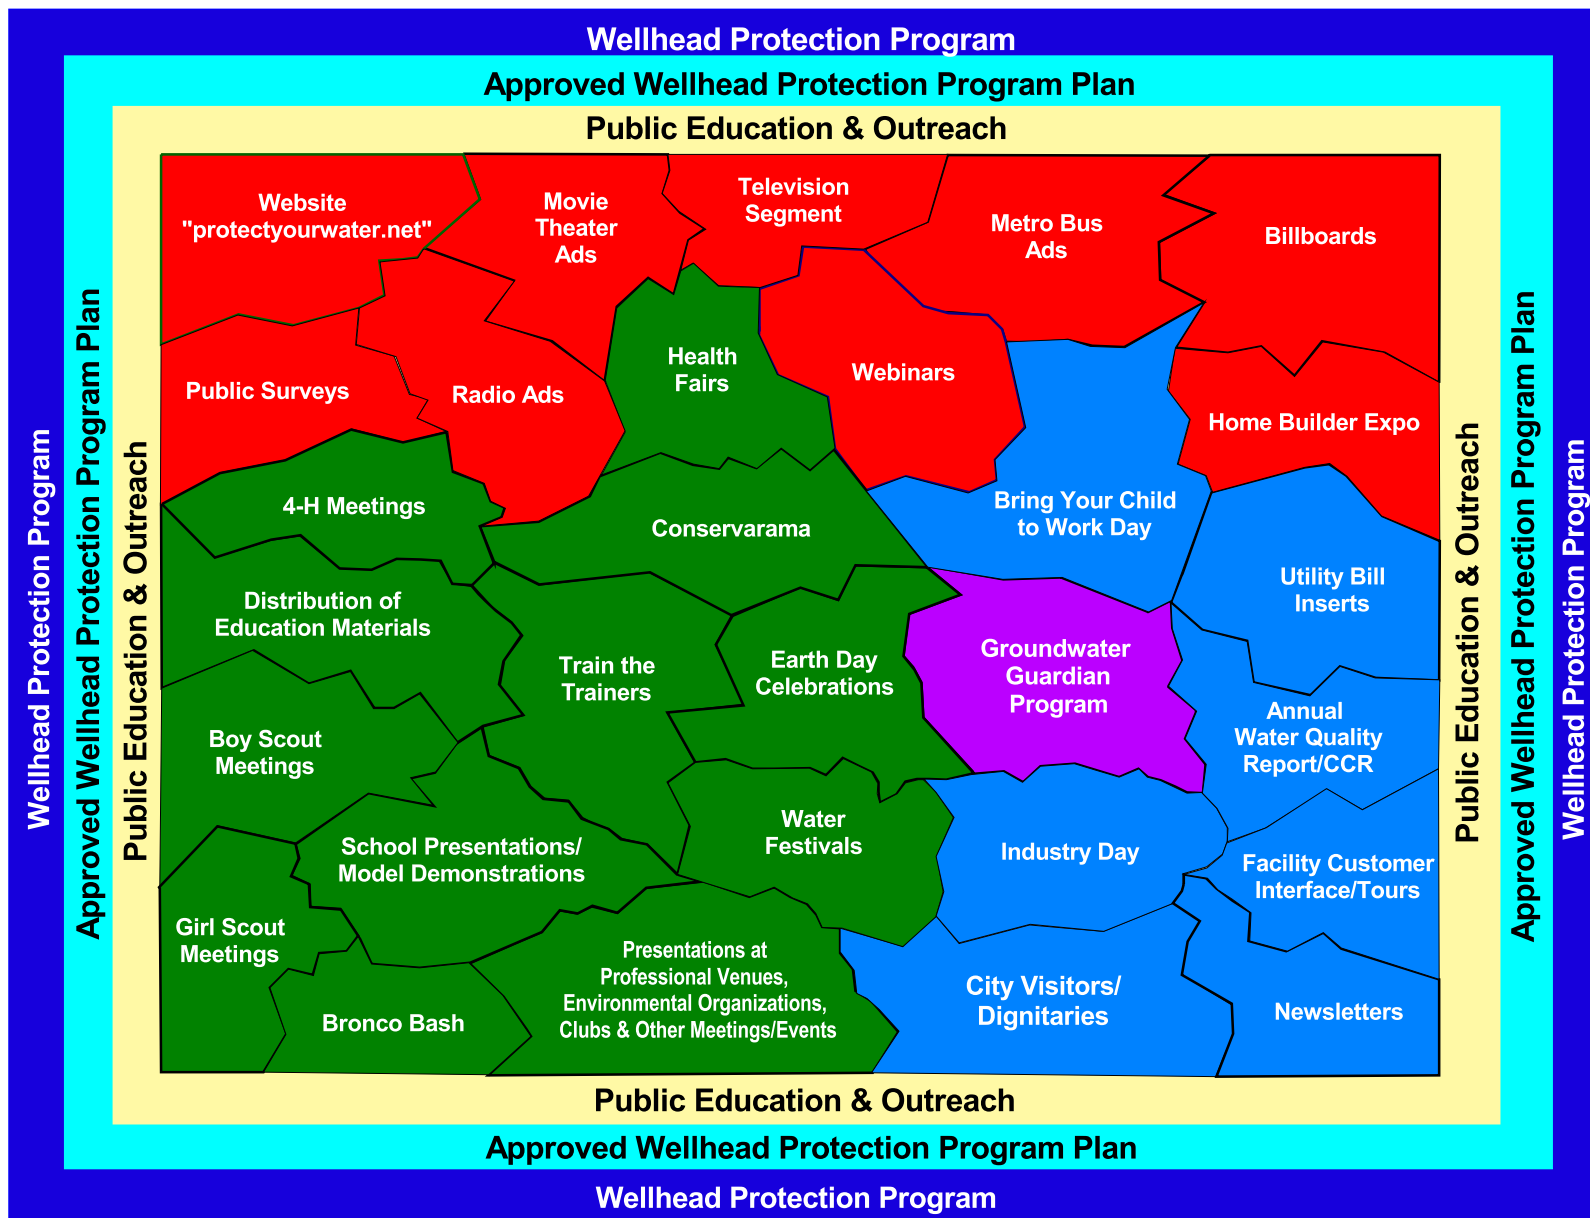 Wellhead Protection Program
Approved Wellhead Protection Program Plan
Public Education & Outreach
Wellhead Protection Program
Approved Wellhead Protection Program Plan
Public Education & Outreach
Website
"protectyourwater.net"
Movie
Theater
Ads
Television
Segment
Metro Bus
Ads
Billboards
Public Surveys
Radio Ads
Health
Fairs
Webinars
Home Builder Expo
4-H Meetings
Conservarama
Bring Your Child
to Work Day
Utility Bill
Inserts
Distribution of
Education Materials
Train the
Trainers
Earth Day
Celebrations
Groundwater
Guardian
Program
Annual
Water Quality
Report/CCR
Boy Scout
Meetings
School Presentations/
Model Demonstrations
Water
Festivals
Industry Day
Facility Customer
Interface/Tours
Girl Scout
Meetings
Bronco Bash
Presentations at
Professional Venues,
Environmental Organizations,
Clubs & Other Meetings/Events
City Visitors/
Dignitaries
Newsletters
Public Education & Outreach
Approved Wellhead Protection Program Plan
Wellhead Protection Program
Public Education & Outreach
Approved Wellhead Protection Program Plan
Wellhead Protection Program